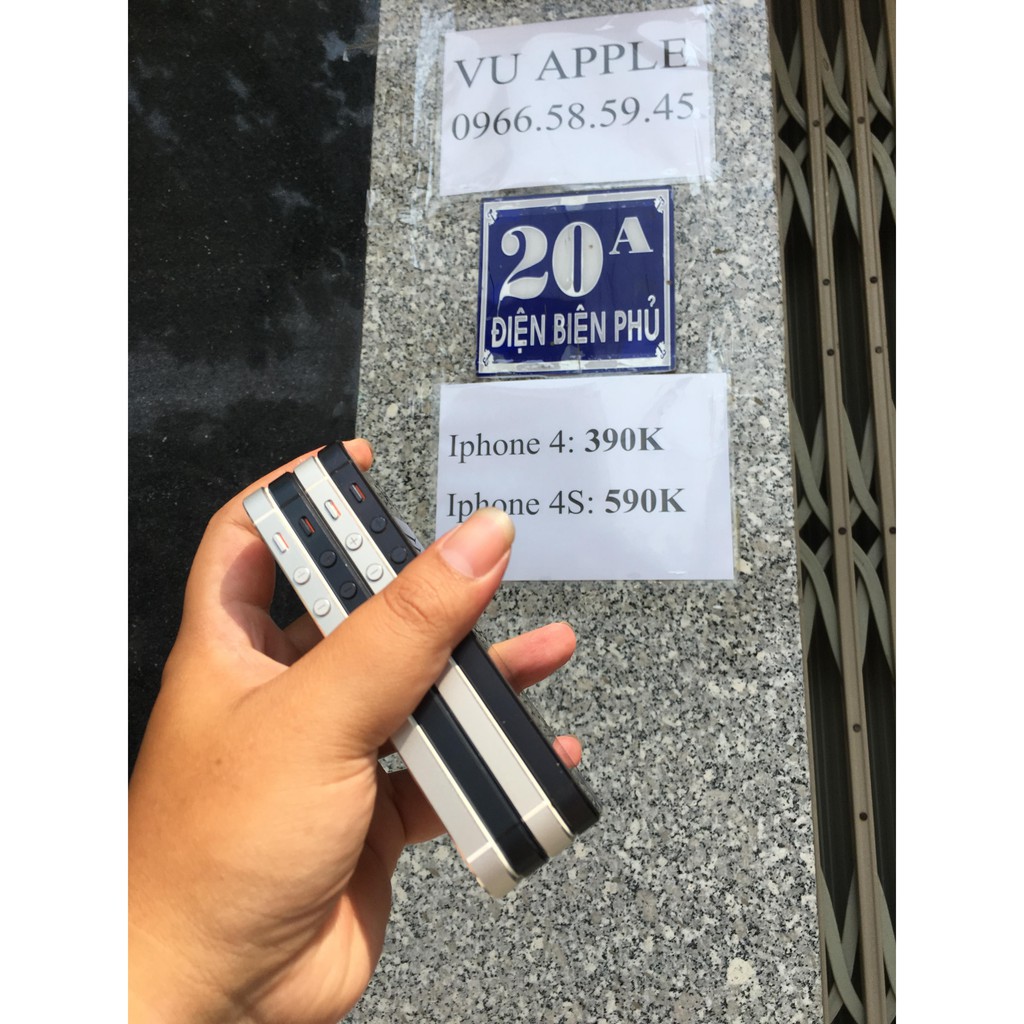 VU APPLE
0966.58.59.45
20A
ĐIỆN BIÊN PHỦ
Iphone 4: 390K
Iphone 4S: 590K